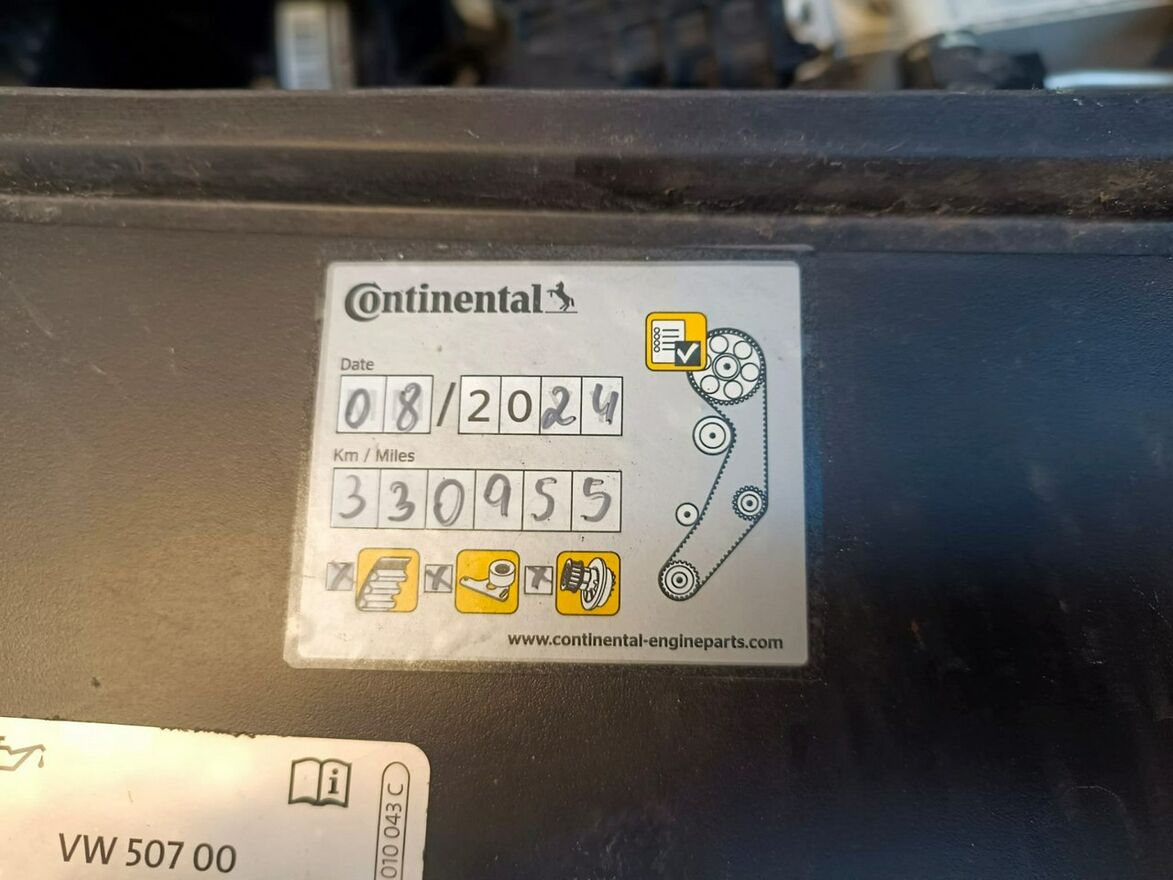 Continental
Date
08/2024
Km / Miles
330955
www.continental-engineparts.com
VW 507 00
010 043 C